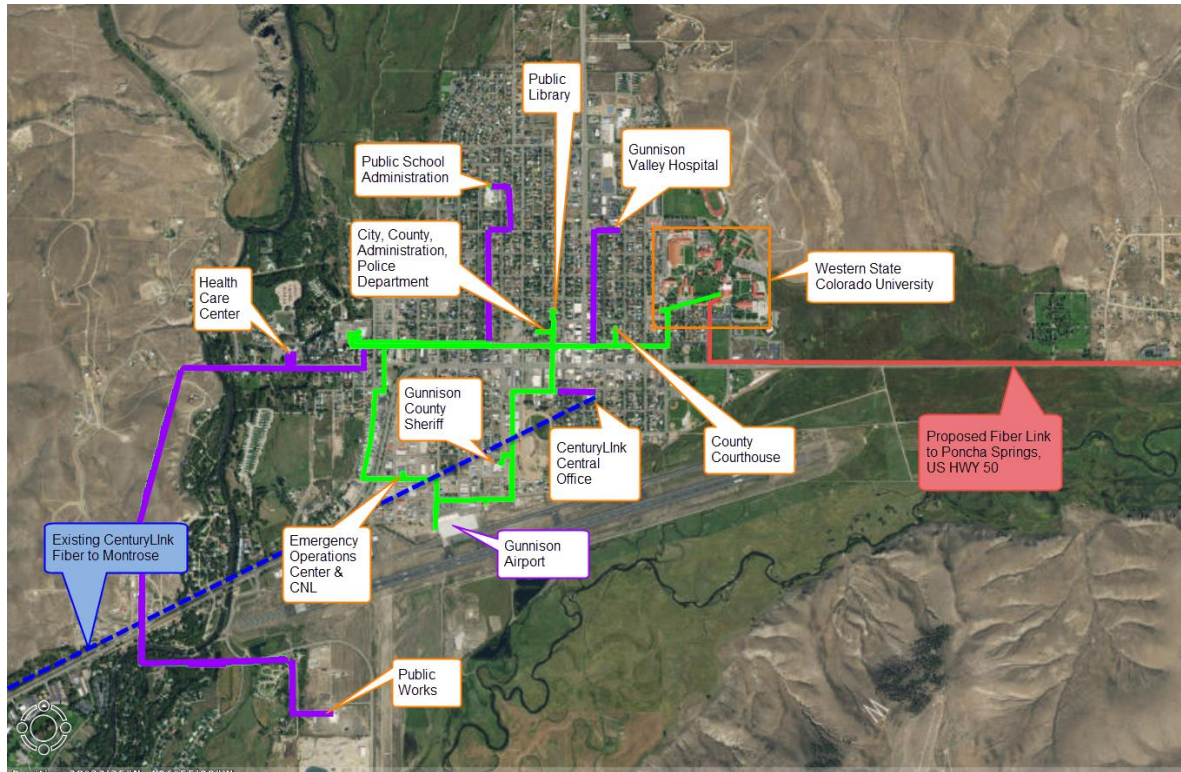 Public
Library
Gunnison
Valley Hospital
Public School
Administration
City, County,
Administration,
Police
Department
Western State
Colorado University
Health
Care
Center
Gunnison
County
Sheriff
CenturyLInk
Central
Office
County
Courthouse
Proposed Fiber Link
to Poncha Springs,
US HWY 50
Existing CenturyLInk
Fiber to Montrose
Emergency
Operations
Center &
CNL
Gunnison
Airport
Public
Works